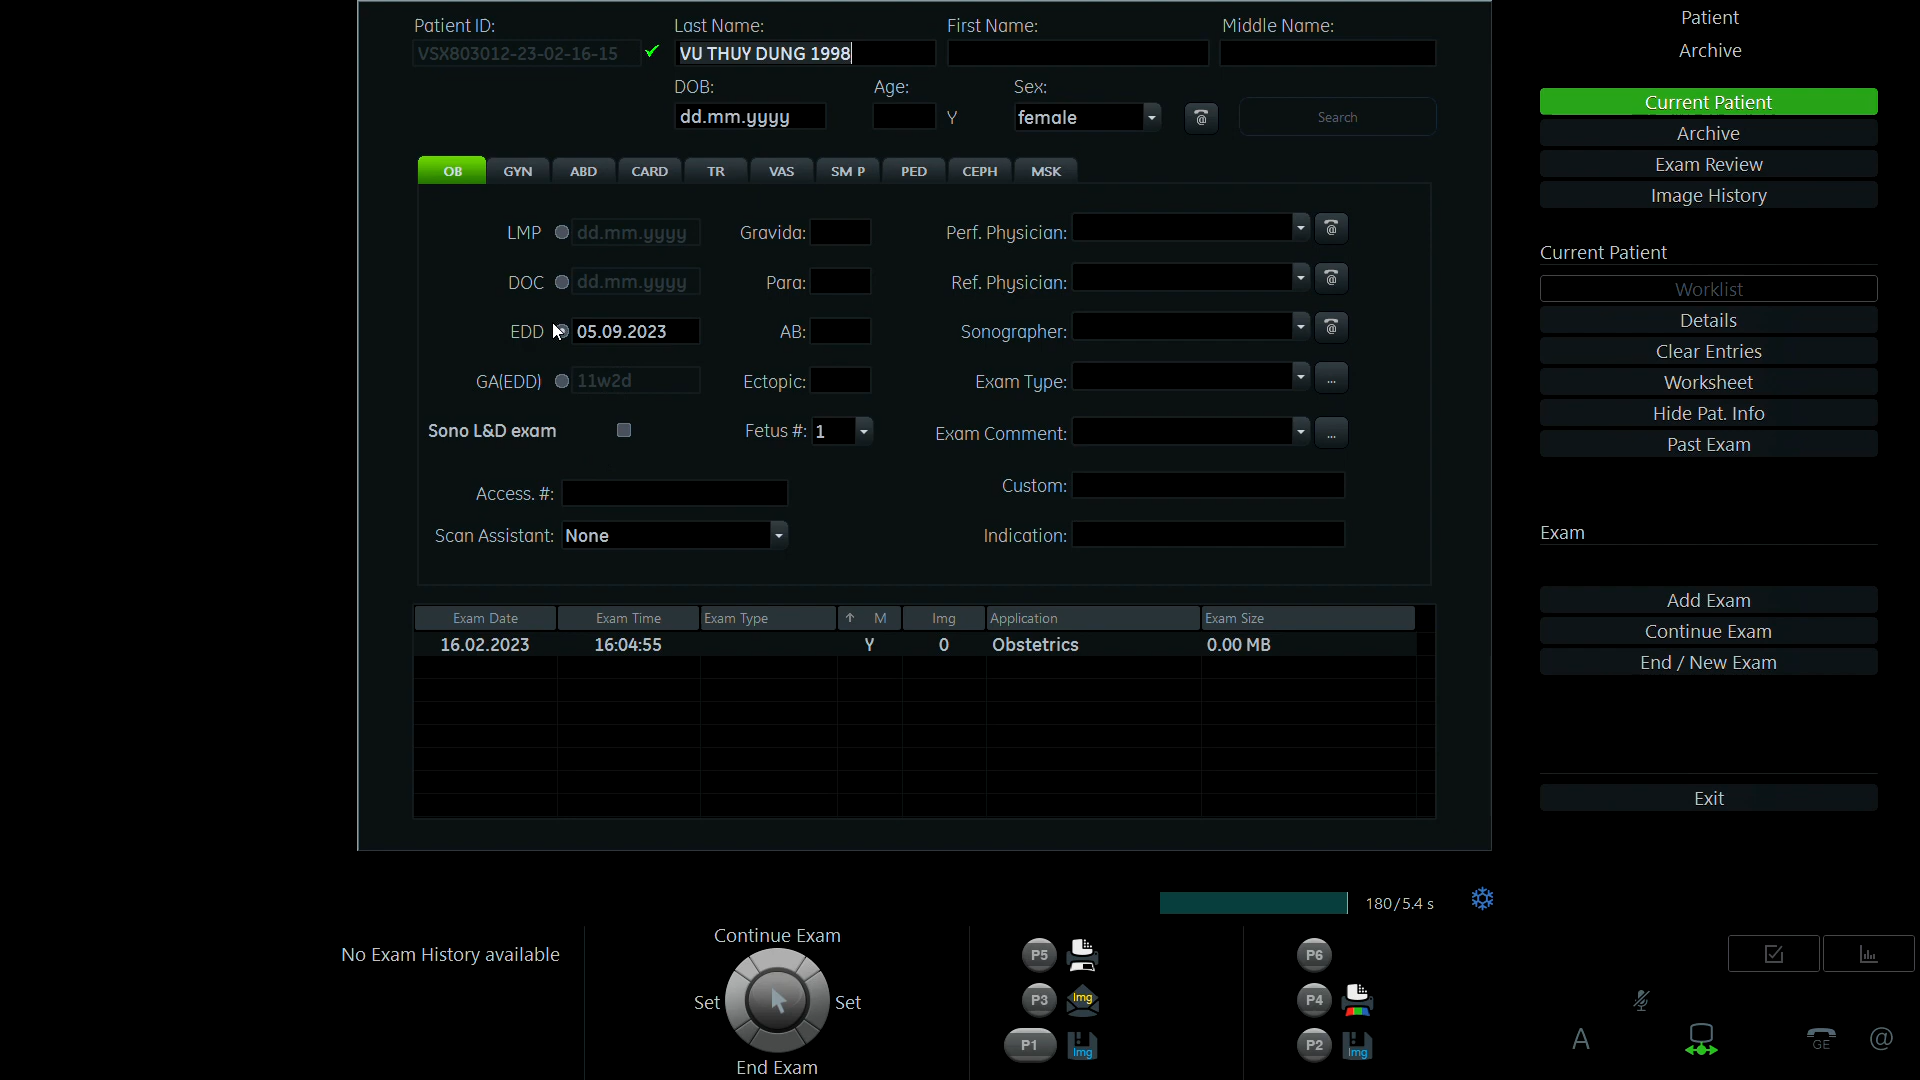 Patient ID: Last Name: First Name: Middle Name:
VSX803012-23-02-16-15 VU THUY DUNG 1998
DOB: Age: Sex:
dd.mm.yyyy Y female Search
OB GYN ABD CARD TR VAS SM P PED CEPH MSK
LMP dd.mm.yyyy Gravida: Perf. Physician:
DOC dd.mm.yyyy Para: Ref. Physician:
EDD 05.09.2023 AB: Sonographer:
GA(EDD) 11w2d Ectopic: Exam Type: ...
Sono L&D exam Fetus #: 1 Exam Comment: ...
Access. #: Custom:
Scan Assistant: None Indication:
Exam Date Exam Time Exam Type M Img Application Exam Size
16.02.2023 16:04:55 Y 0 Obstetrics 0.00 MB
Patient
Archive
Current Patient
Archive
Exam Review
Image History
Current Patient
Worklist
Details
Clear Entries
Worksheet
Hide Pat. Info
Past Exam
Exam
Add Exam
Continue Exam
End / New Exam
Exit
180/5.4 s
No Exam History available
Continue Exam
Set Set
End Exam
P5 P6
P3 Img P4
P1 Img P2 Img
A GE @